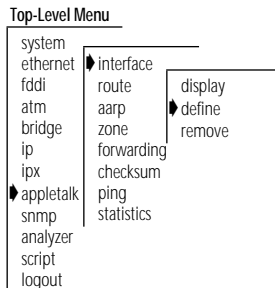 Top-Level Menu
system
ethernet
fddi
atm
bridge
ip
ipx
appletalk
snmp
analyzer
script
logout
interface
route
aarp
zone
forwarding
checksum
ping
statistics
display
define
remove